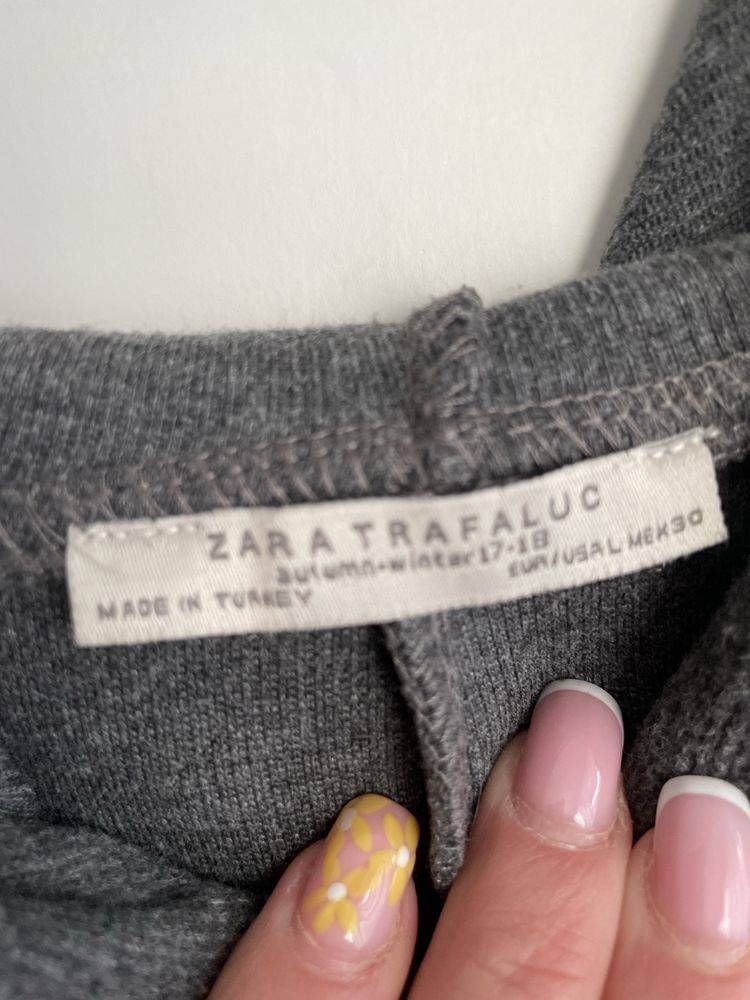 ZARA TRAFALUC
autumn-winter 17-18
MADE IN TURKEY
EUR/USA L MEX 30